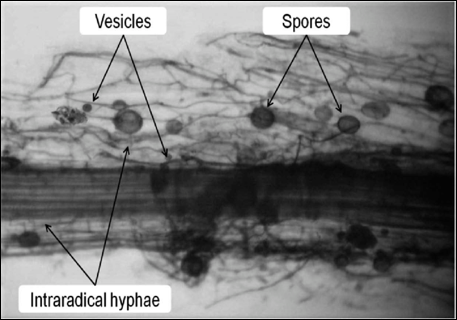 Vesicles
Spores
Intraradical hyphae